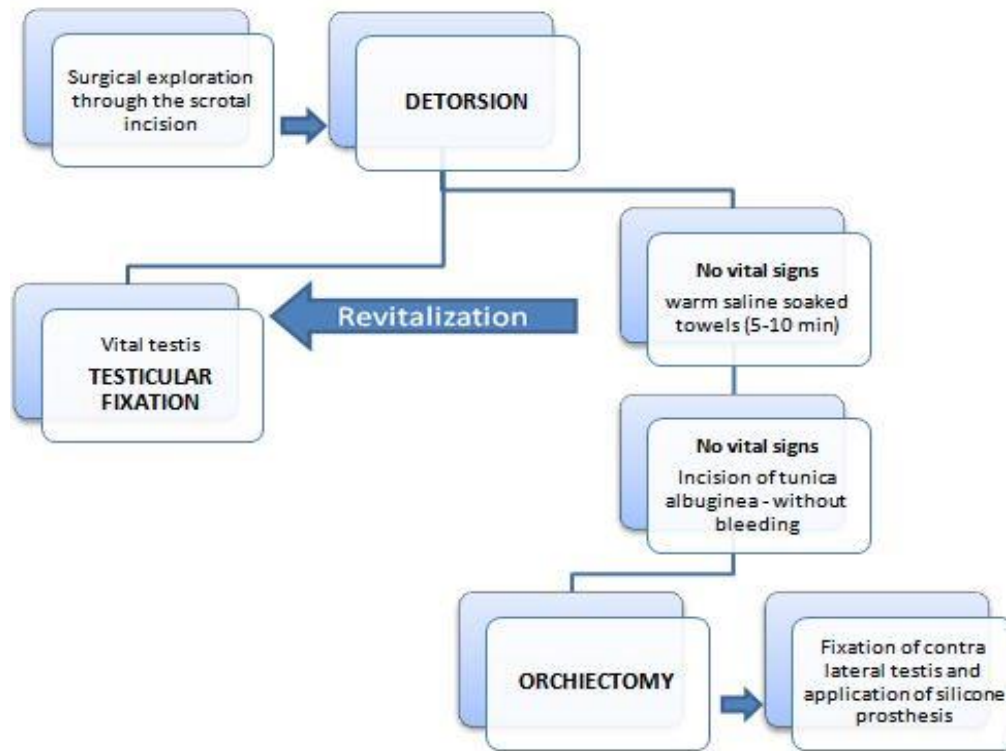 Surgical exploration
through the scrotal
incision
DETORSION
No vital signs
warm saline soaked
towels (5-10 min)
Revitalization
Vital testis
TESTICULAR
FIXATION
No vital signs
Incision of tunica
albuginea - without
bleeding
ORCHIECTOMY
Fixation of contra
lateral testis and
application of silicone
prosthesis